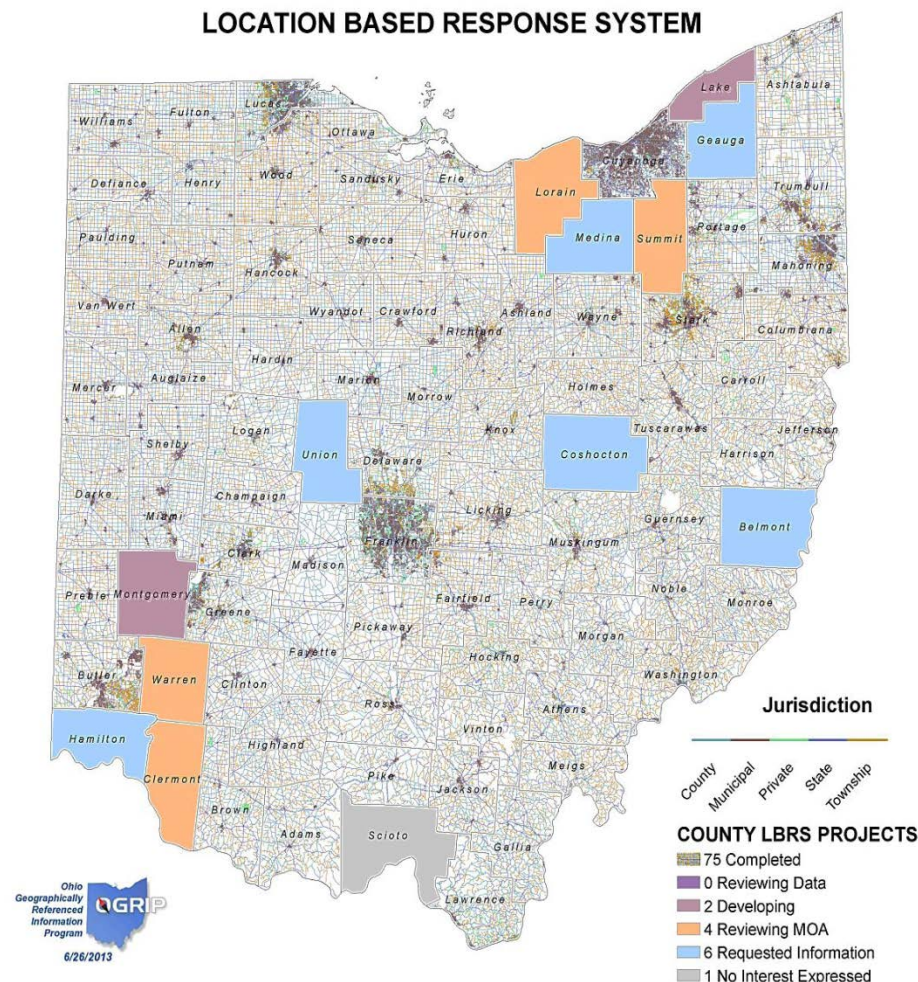 LOCATION BASED RESPONSE SYSTEM
Lake
Ashtabula
Lucas
Fulton
Williams
Ottawa
Geauga
Cuyahoga
Wood
Erie
Sandusky
Henry
Defiance
Lorain
Trumbull
Portage
Medina
Summit
Huron
Seneca
Paulding
Putnam
Hancock
Mahoning
Van Wert
Wyandot
Crawford
Ashland
Wayne
Stark
Richland
Columbiana
Allen
Hardin
Carroll
Auglaize
Marion
Mercer
Holmes
Morrow
Tuscarawas
Jefferson
Knox
Logan
Shelby
Union
Coshocton
Harrison
Delaware
Darke
Champaign
Licking
Miami
Guernsey
Belmont
Franklin
Muskingum
Clark
Madison
Noble
Montgomery
Preble
Fairfield
Perry
Monroe
Greene
Pickaway
Morgan
Fayette
Hocking
Washington
Butler
Warren
Clinton
Ross
Athens
Hamilton
Vinton
Highland
Clermont
Pike
Meigs
Jackson
Brown
Adams
Scioto
Gallia
Lawrence
Jurisdiction
County
Municipal
Private
State
Township
COUNTY LBRS PROJECTS
75 Completed
0 Reviewing Data
2 Developing
4 Reviewing MOA
6 Requested Information
1 No Interest Expressed
Ohio
Geographically
Referenced
Information
Program
OGRIP
6/26/2013